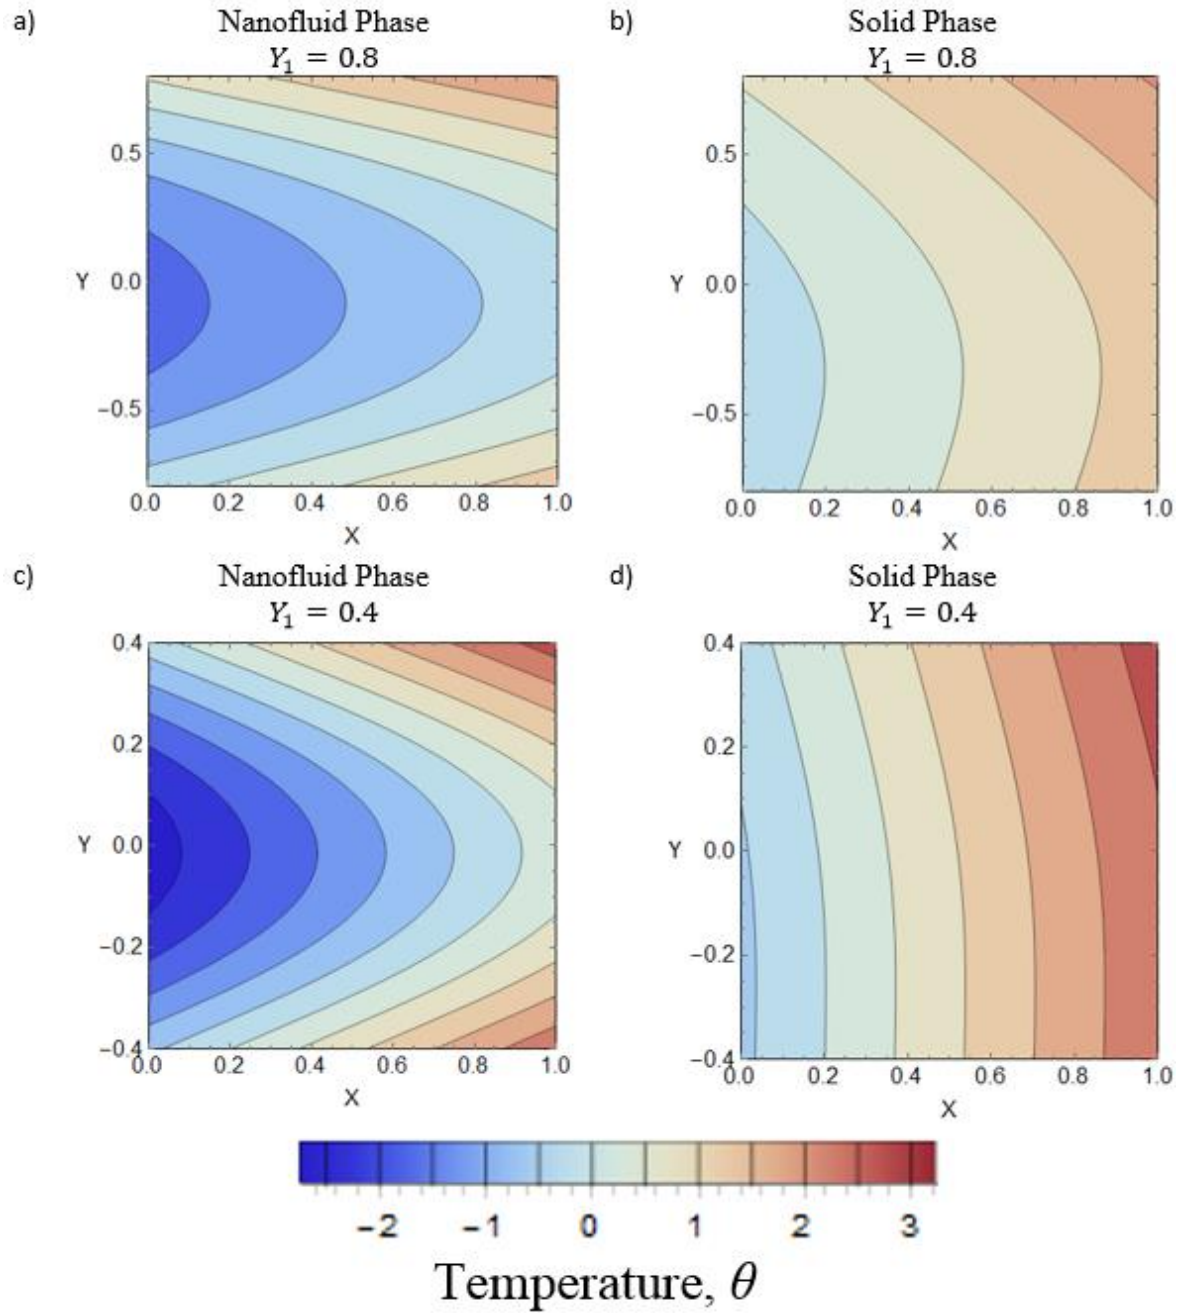 a)
Nanofluid Phase
Y₁ = 0.8
0.5
Y 0.0
−0.5
0.0 0.2 0.4 0.6 0.8 1.0
X
b)
Solid Phase
Y₁ = 0.8
0.5
Y 0.0
−0.5
0.0 0.2 0.4 0.6 0.8 1.0
X
c)
Nanofluid Phase
Y₁ = 0.4
0.4
0.2
Y 0.0
−0.2
−0.4
0.0 0.2 0.4 0.6 0.8 1.0
X
d)
Solid Phase
Y₁ = 0.4
0.4
0.2
Y 0.0
−0.2
−0.4
0.0 0.2 0.4 0.6 0.8 1.0
X
−2 −1 0 1 2 3
Temperature, θ